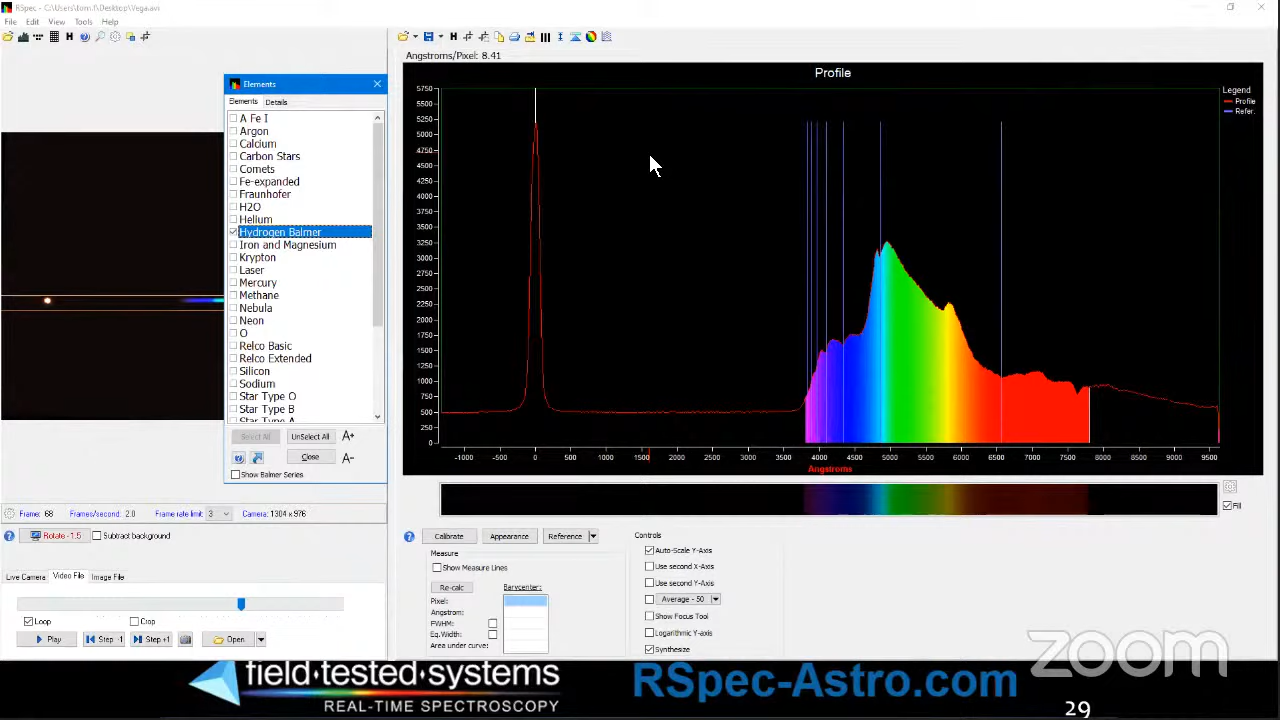 RSpec - C:\Users\tom.f\Desktop\Vega.avi
File Edit View Tools Help
Elements
Elements Details
A Fe I
Argon
Calcium
Carbon Stars
Comets
Fe-expanded
Fraunhofer
H2O
Helium
Hydrogen Balmer
Iron and Magnesium
Krypton
Laser
Mercury
Methane
Nebula
Neon
O
Relco Basic
Relco Extended
Silicon
Sodium
Star Type O
Star Type B
Star Type A
Select All UnSelect All A+
Close A-
Show Balmer Series
Frame: 68 Frames/second: 2.0 Frame rate limit: 3 Camera: 1304 x 976
Rotate - 1.5 Subtract background
Live Camera Video File Image File
Loop Crop
Play Step -1 Step +1 Open
Angstroms/Pixel: 8.41
Profile
Legend
Profile
Refer.
5750
5500
5250
5000
4750
4500
4250
4000
3750
3500
3250
3000
2750
2500
2250
2000
1750
1500
1250
1000
750
500
250
0
-1000 -500 0 500 1000 1500 2000 2500 3000 3500 4000 4500 5000 5500 6000 6500 7000 7500 8000 8500 9000 9500
Angstroms
Fill
Calibrate Appearance Reference
Measure
Show Measure Lines
Re-calc Barycenter:
Pixel:
Angstrom:
FWHM:
Eq.Width:
Area under curve:
Controls
Auto-Scale Y-Axis
Use second X-Axis
Use second Y-Axis
Average - 50
Show Focus Tool
Logarithmic Y-axis
Synthesize
zoom
field·tested·systems
REAL-TIME SPECTROSCOPY
RSpec-Astro.com
29